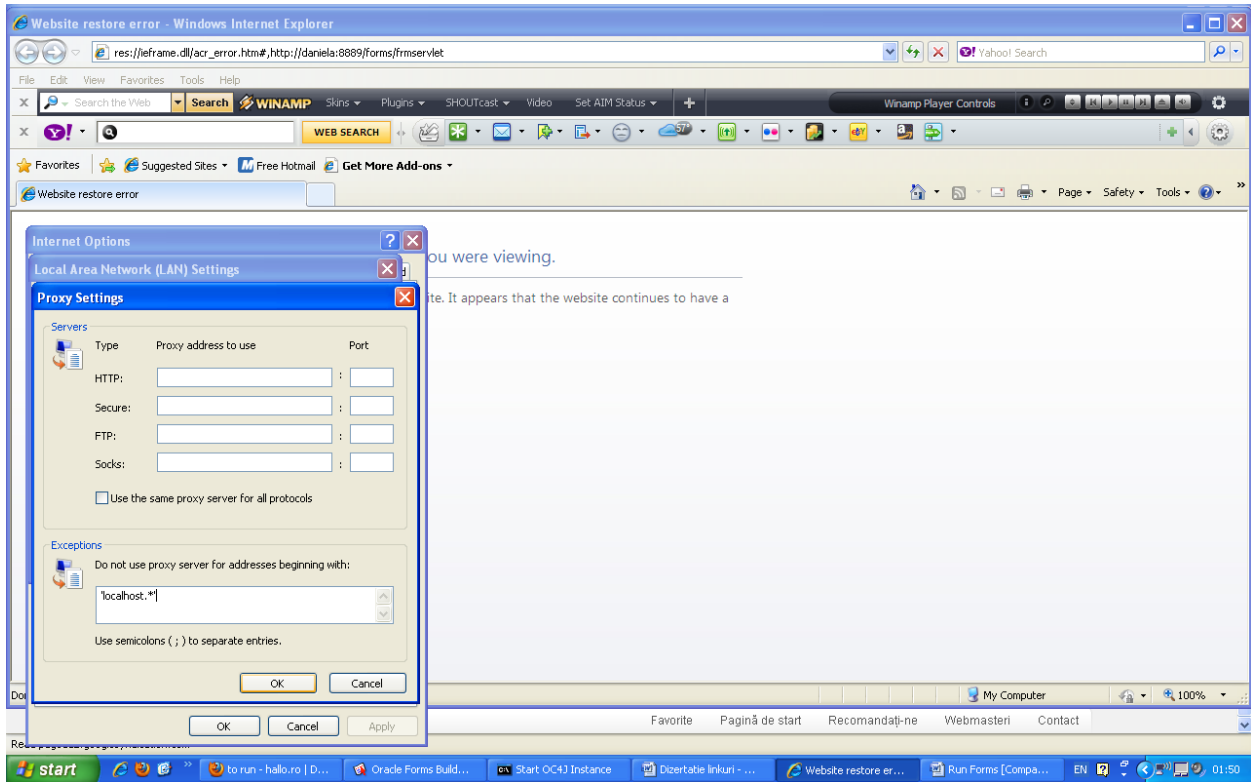 Website restore error - Windows Internet Explorer
res://ieframe.dll/acr_error.htm#,http://daniela:8889/forms/frmservlet
Yahoo! Search
File Edit View Favorites Tools Help
x Search the Web Search WINAMP Skins Plugins SHOUTcast Video Set AIM Status Winamp Player Controls
x Y! WEB SEARCH
Favorites Suggested Sites Free Hotmail Get More Add-ons
Website restore error
Page Safety Tools
Internet Options
ou were viewing.
Local Area Network (LAN) Settings
Proxy Settings
ite. It appears that the website continues to have a
Servers
Type Proxy address to use Port
HTTP: :
Secure: :
FTP: :
Socks: :
Use the same proxy server for all protocols
Exceptions
Do not use proxy server for addresses beginning with:
'localhost.*'
Use semicolons ( ; ) to separate entries.
OK Cancel
My Computer 100%
OK Cancel Apply
Favorite Pagină de start Recomandați-ne Webmasteri Contact
start to run - hallo.ro | D... Oracle Forms Build... Start OC4J Instance Dizertatie linkuri - ... Website restore er... Run Forms [Compa... EN 01:50